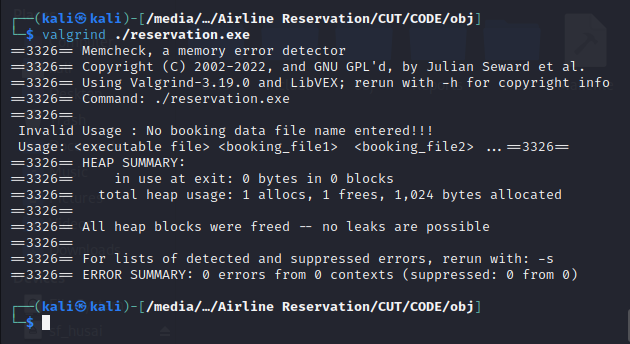 ┌──(kali㉿kali)-[/media/…/Airline Reservation/CUT/CODE/obj]
└─$ valgrind ./reservation.exe
==3326== Memcheck, a memory error detector
==3326== Copyright (C) 2002-2022, and GNU GPL'd, by Julian Seward et al.
==3326== Using Valgrind-3.19.0 and LibVEX; rerun with -h for copyright info
==3326== Command: ./reservation.exe
==3326==
Invalid Usage : No booking data file name entered!!!
Usage: <executable file> <booking_file1>  <booking_file2> ...==3326==
==3326== HEAP SUMMARY:
==3326==     in use at exit: 0 bytes in 0 blocks
==3326==   total heap usage: 1 allocs, 1 frees, 1,024 bytes allocated
==3326==
==3326== All heap blocks were freed -- no leaks are possible
==3326==
==3326== For lists of detected and suppressed errors, rerun with: -s
==3326== ERROR SUMMARY: 0 errors from 0 contexts (suppressed: 0 from 0)
┌──(kali㉿kali)-[/media/…/Airline Reservation/CUT/CODE/obj]
└─$